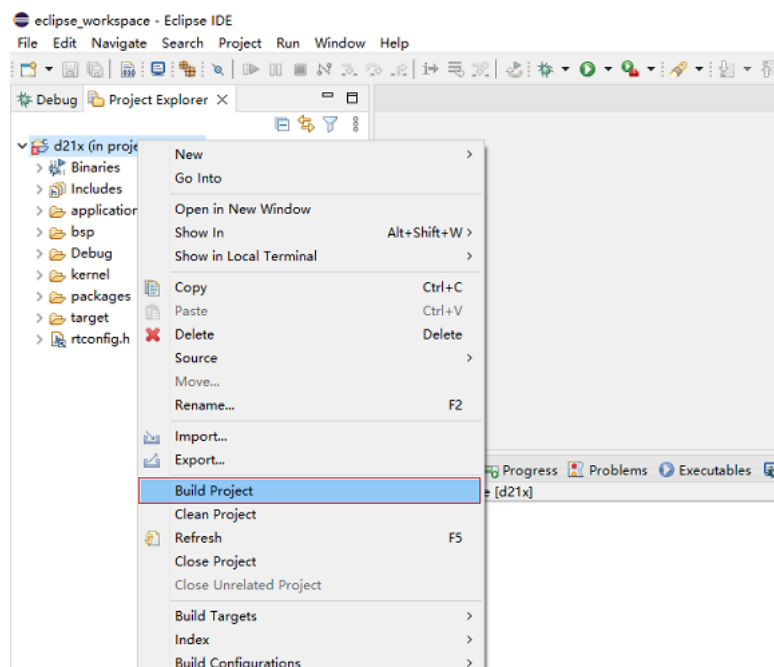 eclipse_workspace - Eclipse IDE
File Edit Navigate Search Project Run Window Help
Debug Project Explorer
d21x (in proje
Binaries
Includes
application
bsp
Debug
kernel
packages
target
rtconfig.h
New
Go Into
Open in New Window
Show In Alt+Shift+W
Show in Local Terminal
Copy Ctrl+C
Paste Ctrl+V
Delete Delete
Source
Move...
Rename... F2
Import...
Export...
Build Project
Clean Project
Refresh F5
Close Project
Close Unrelated Project
Build Targets
Index
Build Configurations
Progress Problems Executables
e [d21x]